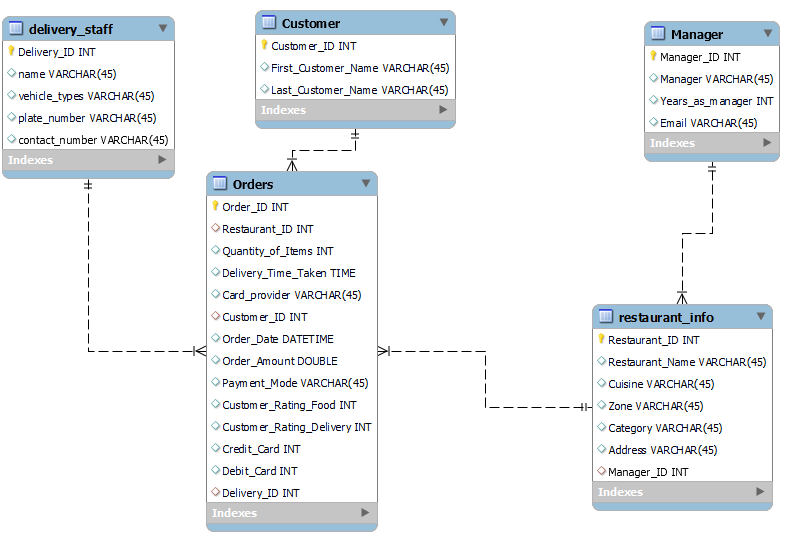 delivery_staff
Delivery_ID INT
name VARCHAR(45)
vehicle_types VARCHAR(45)
plate_number VARCHAR(45)
contact_number VARCHAR(45)
Indexes
Customer
Customer_ID INT
First_Customer_Name VARCHAR(45)
Last_Customer_Name VARCHAR(45)
Indexes
Manager
Manager_ID INT
Manager VARCHAR(45)
Years_as_manager INT
Email VARCHAR(45)
Indexes
Orders
Order_ID INT
Restaurant_ID INT
Quantity_of_Items INT
Delivery_Time_Taken TIME
Card_provider VARCHAR(45)
Customer_ID INT
Order_Date DATETIME
Order_Amount DOUBLE
Payment_Mode VARCHAR(45)
Customer_Rating_Food INT
Customer_Rating_Delivery INT
Credit_Card INT
Debit_Card INT
Delivery_ID INT
Indexes
restaurant_info
Restaurant_ID INT
Restaurant_Name VARCHAR(45)
Cuisine VARCHAR(45)
Zone VARCHAR(45)
Category VARCHAR(45)
Address VARCHAR(45)
Manager_ID INT
Indexes